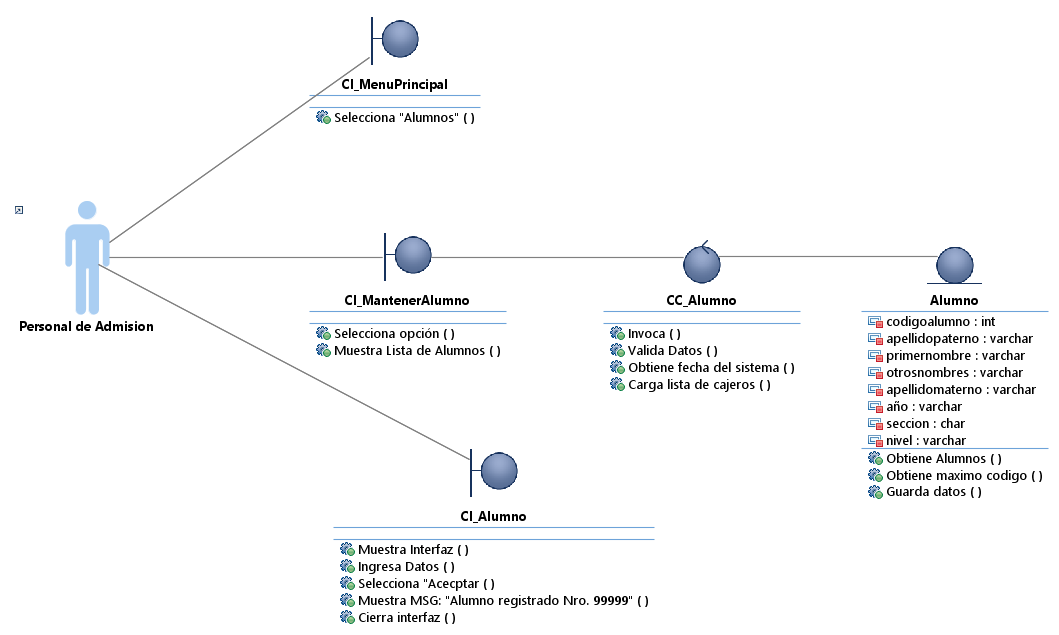 CI_MenuPrincipal
Selecciona "Alumnos" ( )
Personal de Admision
CI_MantenerAlumno
Selecciona opción ( )
Muestra Lista de Alumnos ( )
CC_Alumno
Invoca ( )
Valida Datos ( )
Obtiene fecha del sistema ( )
Carga lista de cajeros ( )
Alumno
codigoalumno : int
apellidopaterno : varchar
primernombre : varchar
otrosnombres : varchar
apellidomaterno : varchar
año : varchar
seccion : char
nivel : varchar
Obtiene Alumnos ( )
Obtiene maximo codigo ( )
Guarda datos ( )
CI_Alumno
Muestra Interfaz ( )
Ingresa Datos ( )
Selecciona "Acecptar ( )
Muestra MSG: "Alumno registrado Nro. 99999" ( )
Cierra interfaz ( )